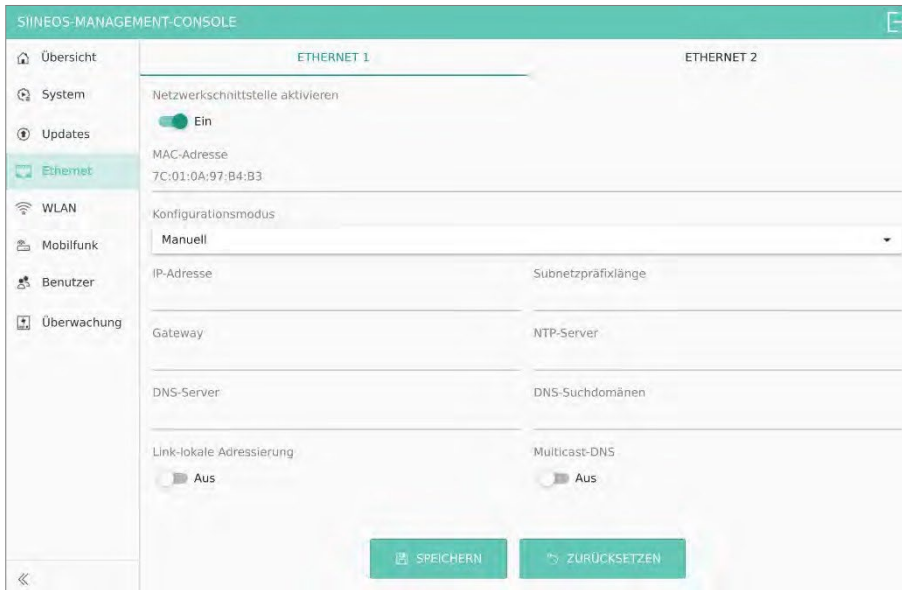 SIINEOS-MANAGEMENT-CONSOLE
Übersicht
System
Updates
Ethernet
WLAN
Mobilfunk
Benutzer
Überwachung
ETHERNET 1
ETHERNET 2
Netzwerkschnittstelle aktivieren
Ein
MAC-Adresse
7C:01:0A:97:B4:B3
Konfigurationsmodus
Manuell
IP-Adresse
Subnetzpräfixlänge
Gateway
NTP-Server
DNS-Server
DNS-Suchdomänen
Link-lokale Adressierung
Multicast-DNS
Aus
Aus
SPEICHERN
ZURÜCKSETZEN